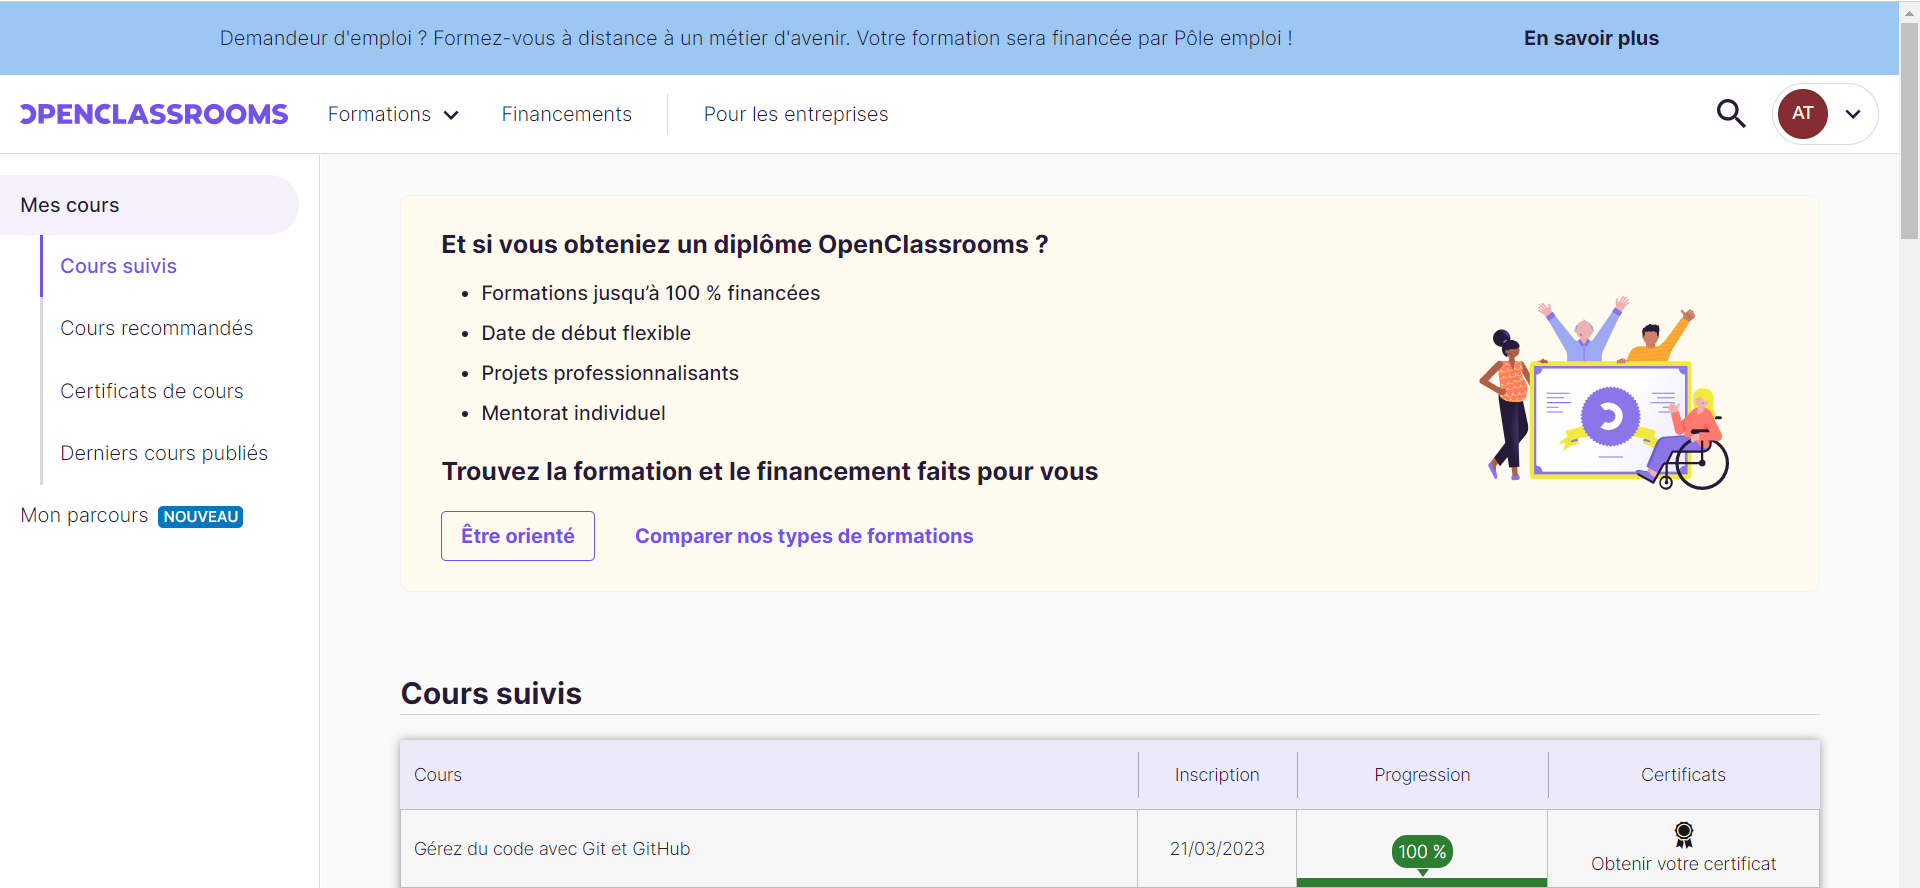 Demandeur d'emploi ? Formez-vous à distance à un métier d'avenir. Votre formation sera financée par Pôle emploi !
En savoir plus
OPENCLASSROOMS
Formations
Financements
Pour les entreprises
AT
Mes cours
Cours suivis
Cours recommandés
Certificats de cours
Derniers cours publiés
Mon parcours NOUVEAU
Et si vous obteniez un diplôme OpenClassrooms ?
• Formations jusqu’à 100 % financées
• Date de début flexible
• Projets professionnalisants
• Mentorat individuel
Trouvez la formation et le financement faits pour vous
Être orienté
Comparer nos types de formations
Cours suivis
Cours
Inscription
Progression
Certificats
Gérez du code avec Git et GitHub
21/03/2023
100 %
Obtenir votre certificat